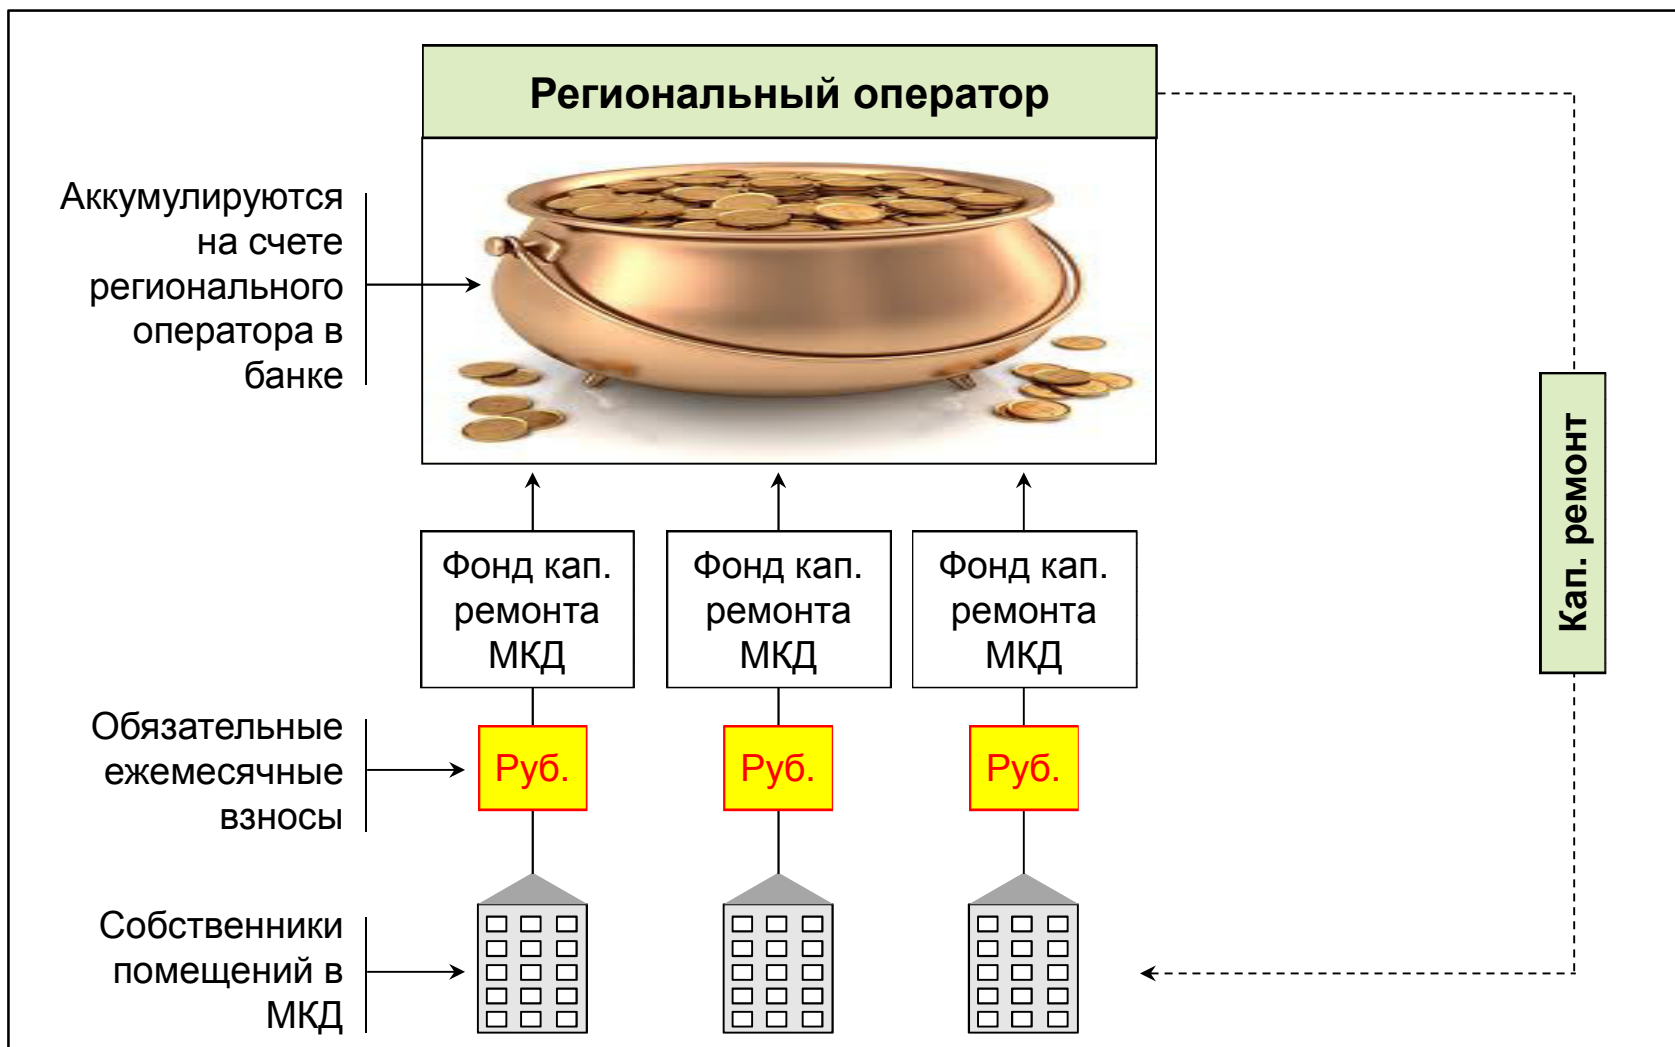 Региональный оператор
Аккумулируются
на счете
регионального
оператора в
банке
Кап. ремонт
Фонд кап.
ремонта
МКД
Фонд кап.
ремонта
МКД
Фонд кап.
ремонта
МКД
Обязательные
ежемесячные
взносы
Руб.
Руб.
Руб.
Собственники
помещений в
МКД